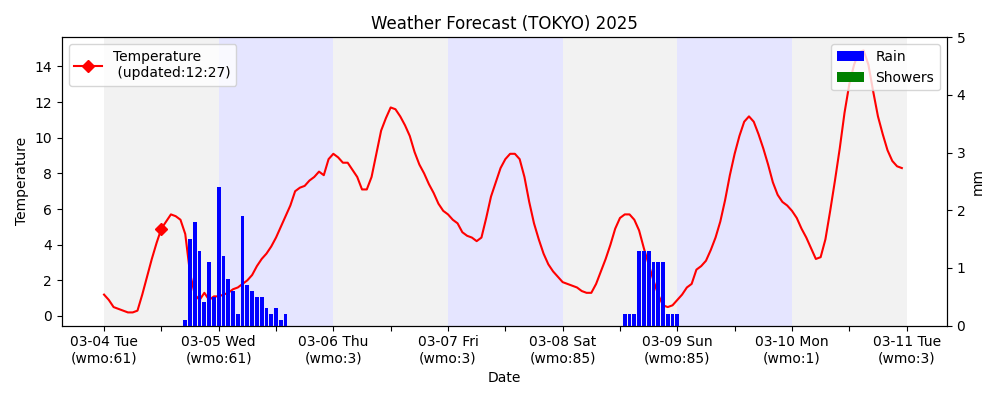 Weather Forecast (TOKYO) 2025
Temperature
(updated:12:27)
Rain
Showers
Temperature
14
12
10
8
6
4
2
0
5
4
3
2
1
0
mm
03-04 Tue
(wmo:61)
03-05 Wed
(wmo:61)
03-06 Thu
(wmo:3)
03-07 Fri
(wmo:3)
03-08 Sat
(wmo:85)
03-09 Sun
(wmo:85)
03-10 Mon
(wmo:1)
03-11 Tue
(wmo:3)
Date